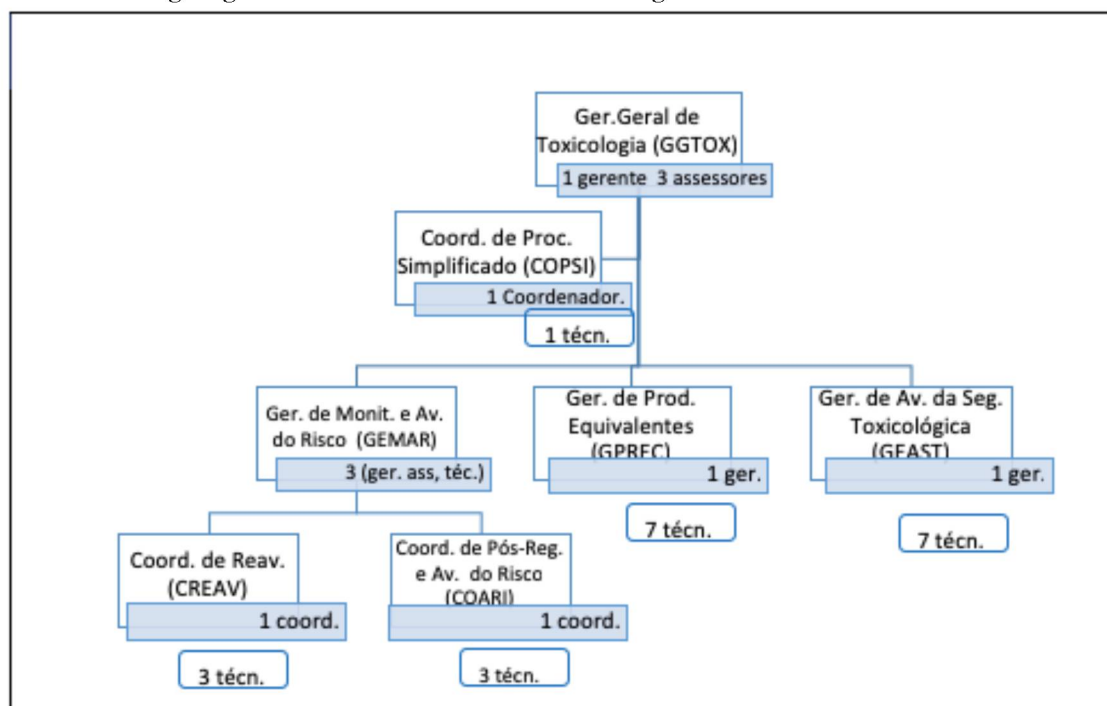 Ger.Geral de
Toxicologia (GGTOX)
1 gerente 3 assessores
Coord. de Proc.
Simplificado (COPSI)
1 Coordenador.
1 técn.
Ger. de Monit. e Av.
do Risco (GEMAR)
3 (ger. ass, téc.)
Ger. de Prod.
Equivalentes
(GPREC)
1 ger.
7 técn.
Ger. de Av. da Seg.
Toxicológica
(GEAST)
1 ger.
7 técn.
Coord. de Reav.
(CREAV)
1 coord.
3 técn.
Coord. de Pós-Reg.
e Av. do Risco
(COARI)
1 coord.
3 técn.